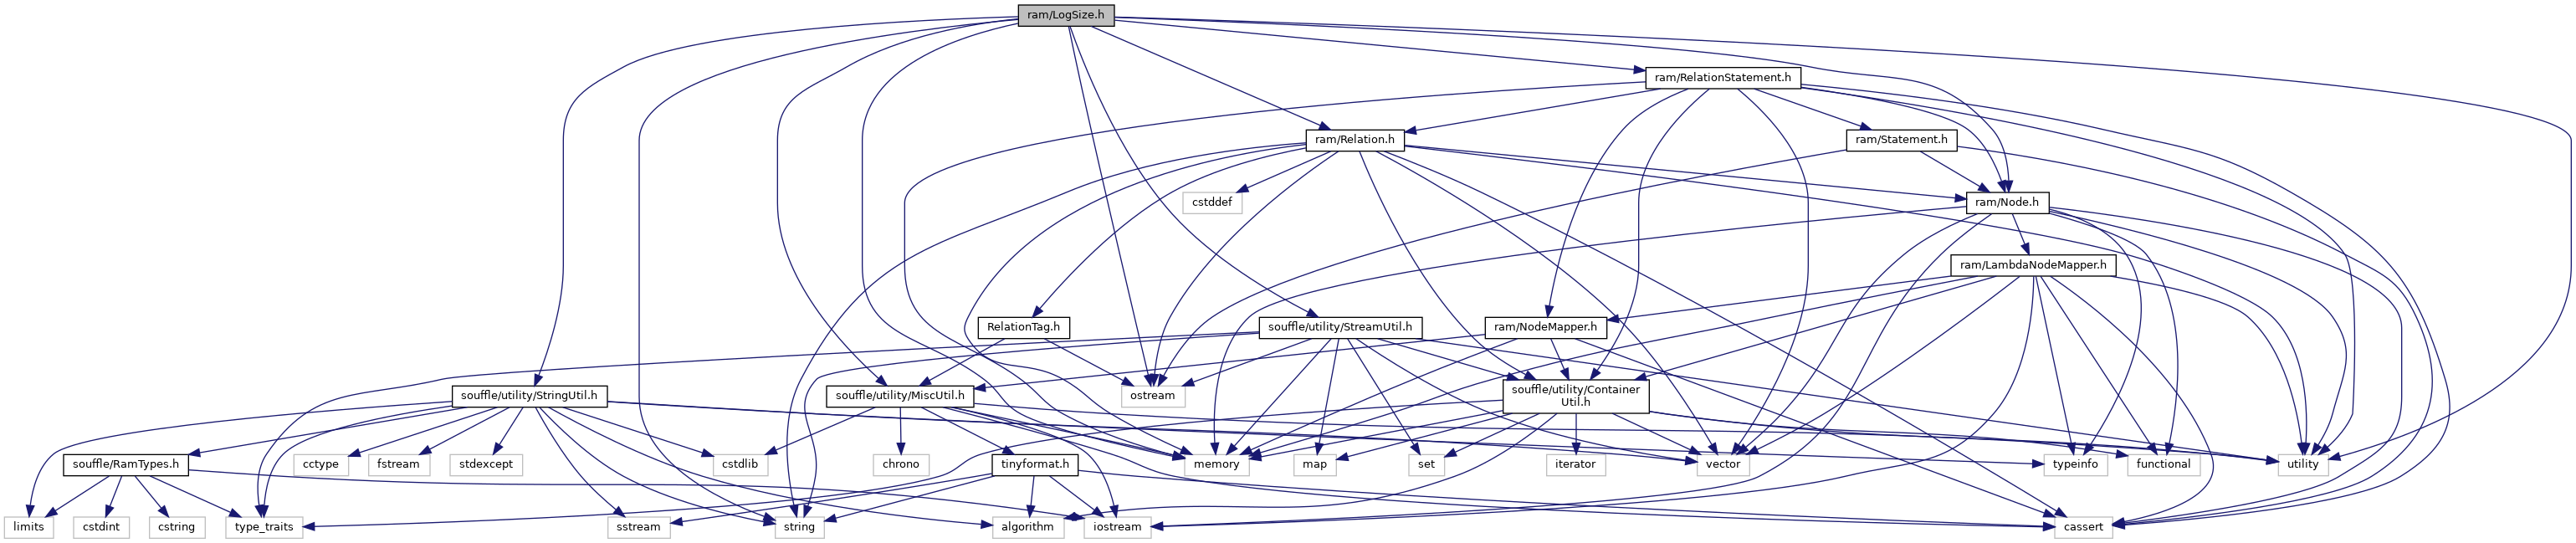 ram/LogSize.h
ram/RelationStatement.h
ram/Relation.h
ram/Statement.h
cstddef
ram/Node.h
ram/LambdaNodeMapper.h
RelationTag.h
souffle/utility/StreamUtil.h
ram/NodeMapper.h
souffle/utility/StringUtil.h
souffle/utility/MiscUtil.h
ostream
souffle/utility/Container
Util.h
souffle/RamTypes.h
cctype
fstream
stdexcept
cstdlib
chrono
tinyformat.h
memory
map
set
iterator
vector
typeinfo
functional
utility
limits
cstdint
cstring
type_traits
sstream
string
algorithm
iostream
cassert